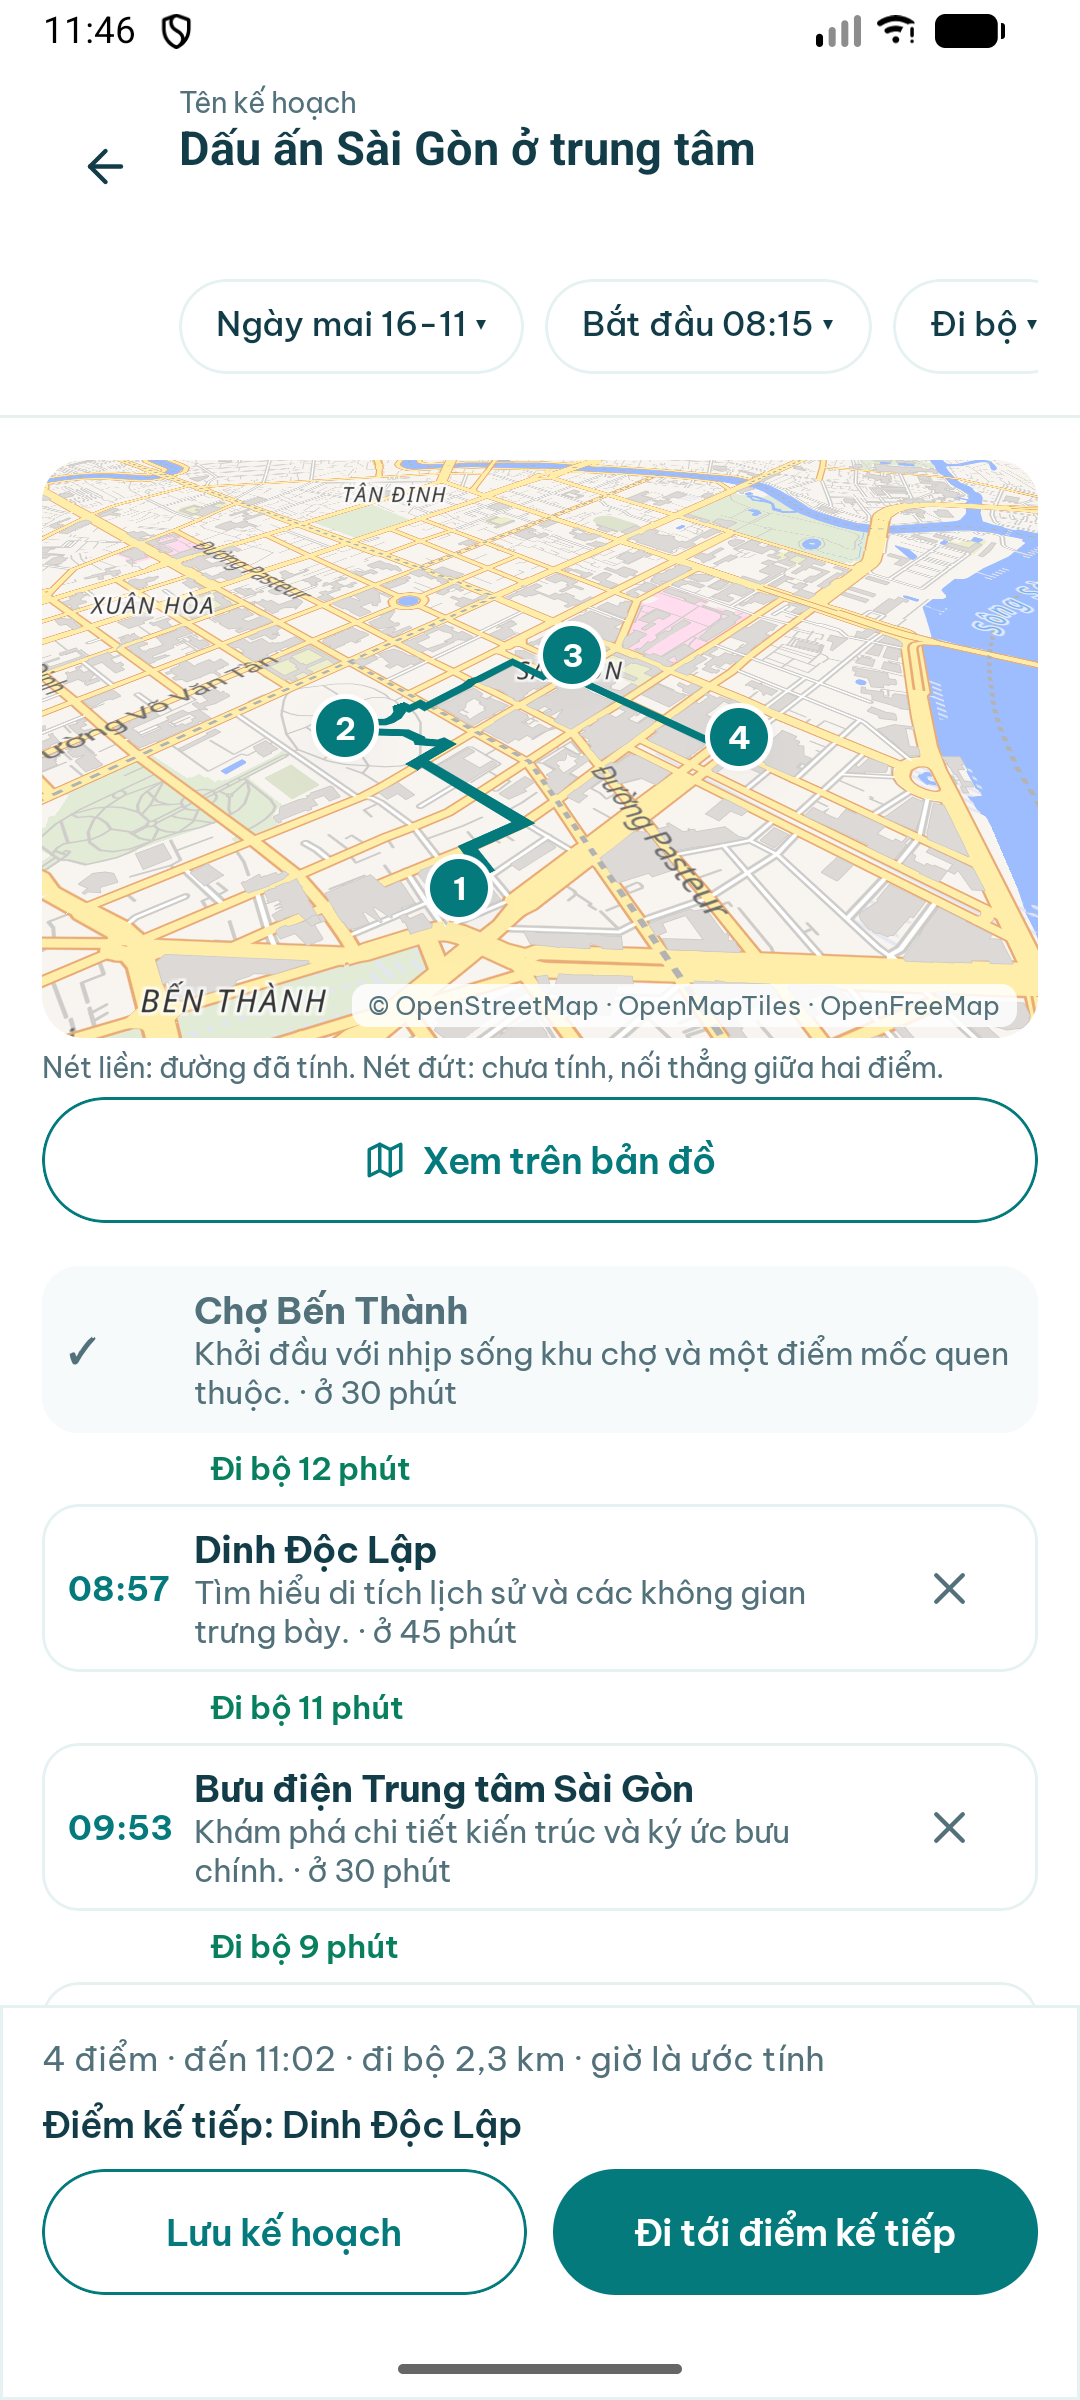 11:46
Tên kế hoạch
Dấu ấn Sài Gòn ở trung tâm
Ngày mai 16-11 ▾
Bắt đầu 08:15 ▾
Đi bộ ▾
TÂN ĐỊNH
Đường Pasteur
XUÂN HÒA
Sông Sà
3
2
4
Đường Pasteur
1
BẾN THÀNH
© OpenStreetMap · OpenMapTiles · OpenFreeMap
Nét liền: đường đã tính. Nét đứt: chưa tính, nối thẳng giữa hai điểm.
Xem trên bản đồ
✓
Chợ Bến Thành
Khởi đầu với nhịp sống khu chợ và một điểm mốc quen
thuộc. · ở 30 phút
Đi bộ 12 phút
Dinh Độc Lập
08:57
Tìm hiểu di tích lịch sử và các không gian
trưng bày. · ở 45 phút
Đi bộ 11 phút
Bưu điện Trung tâm Sài Gòn
09:53
Khám phá chi tiết kiến trúc và ký ức bưu
chính. · ở 30 phút
Đi bộ 9 phút
4 điểm · đến 11:02 · đi bộ 2,3 km · giờ là ước tính
Điểm kế tiếp: Dinh Độc Lập
Lưu kế hoạch
Đi tới điểm kế tiếp